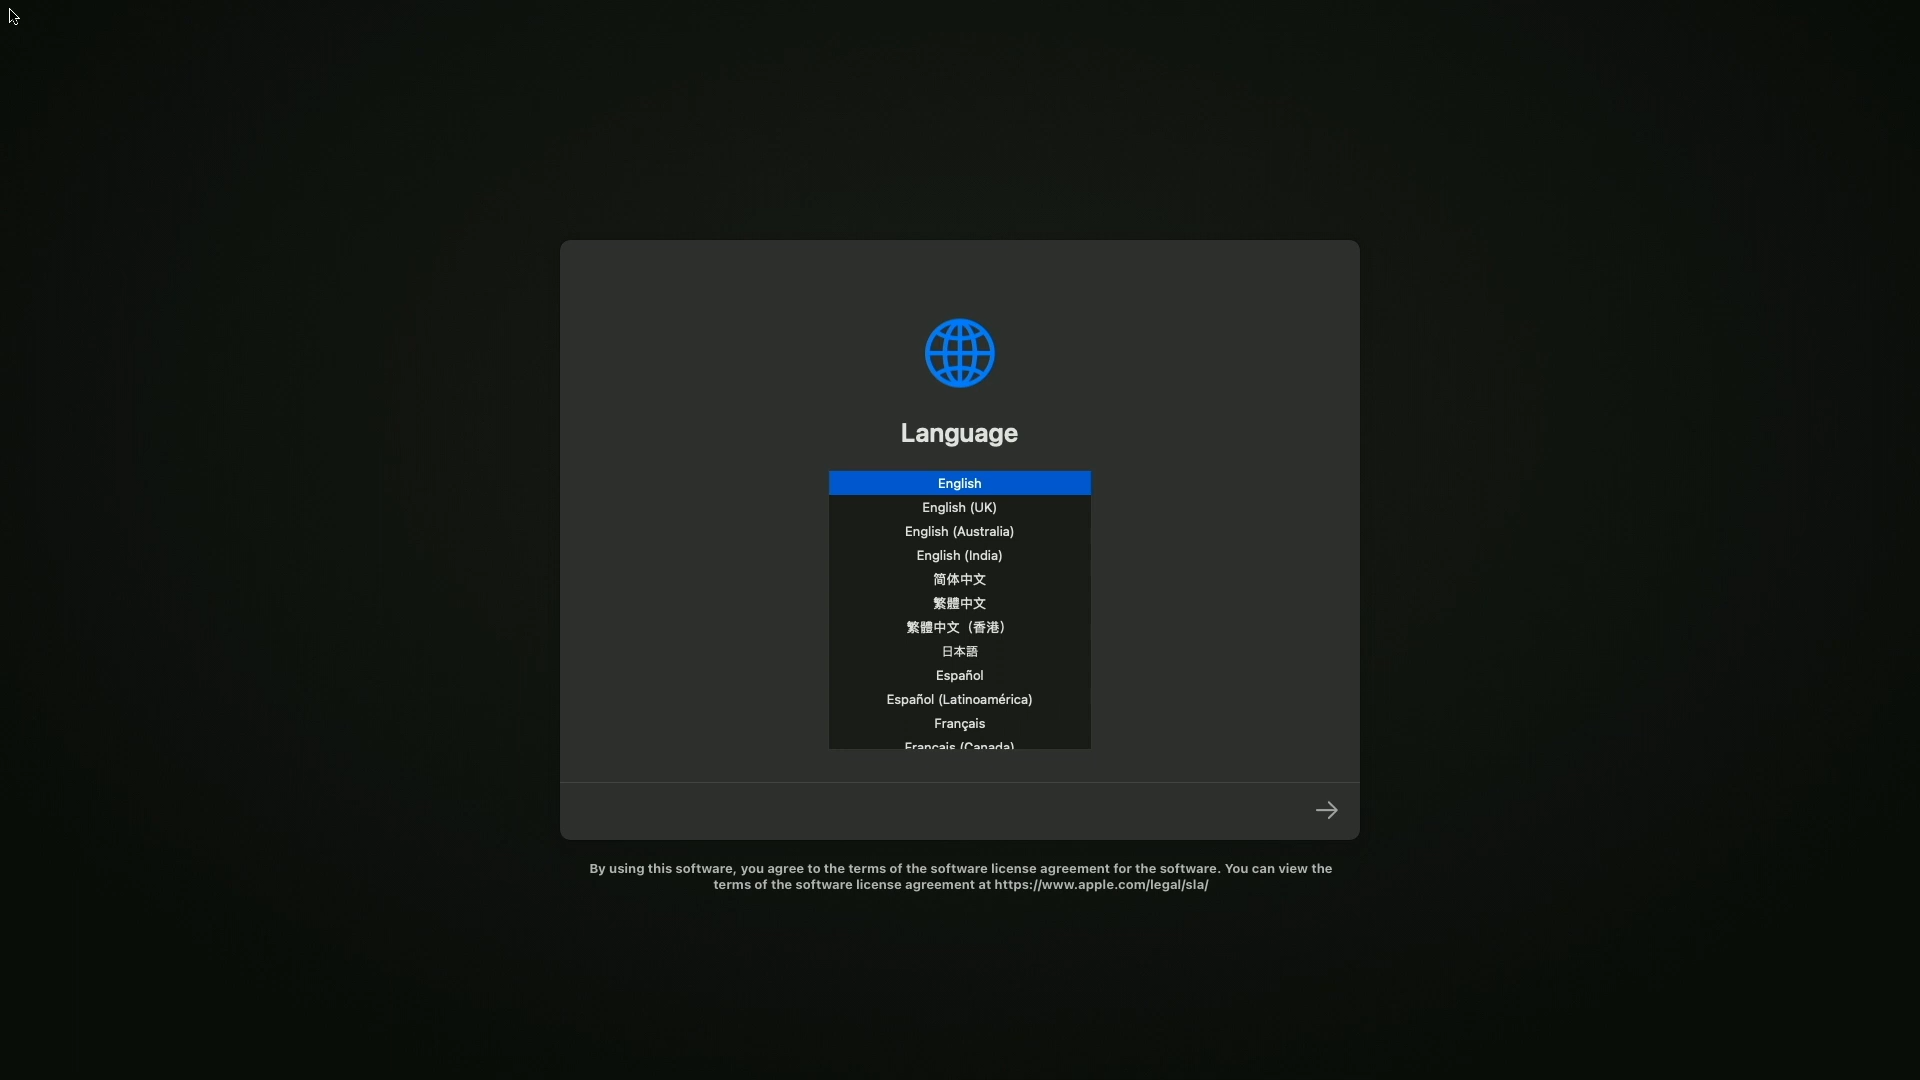 Language
English
English (UK)
English (Australia)
English (India)
简体中文
繁體中文
繁體中文（香港）
日本語
Español
Español (Latinoamérica)
Français
Français (Canada)
By using this software, you agree to the terms of the software license agreement for the software. You can view the
terms of the software license agreement at https://www.apple.com/legal/sla/